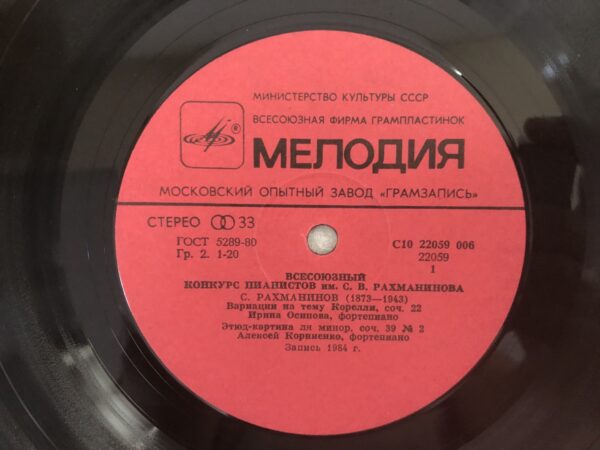 МИНИСТЕРСТВО КУЛЬТУРЫ СССР
ВСЕСОЮЗНАЯ ФИРМА ГРАМПЛАСТИНОК
®
МЕЛОДИЯ
МОСКОВСКИЙ ОПЫТНЫЙ ЗАВОД «ГРАМЗАПИСЬ»
СТЕРЕО 33
ГОСТ 5289-80
Гр. 2. 1-20
С10 22059 006
22059
1
ВСЕСОЮЗНЫЙ
КОНКУРС ПИАНИСТОВ им. С. В. РАХМАНИНОВА
С. РАХМАНИНОВ (1873—1943)
Вариации на тему Корелли, соч. 22
Ирина Осипова, фортепиано
Этюд-картина ля минор, соч. 39 № 2
Алексей Корниенко, фортепиано
Запись 1984 г.